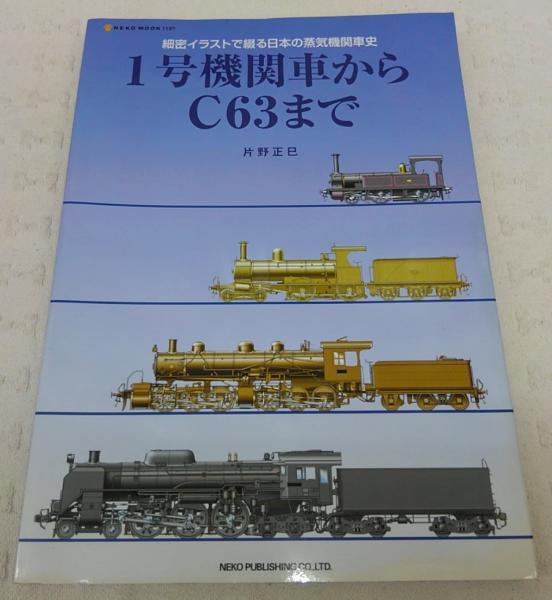 NEKO MOOK 1197
細密イラストで綴る日本の蒸気機関車史
1号機関車から
C63まで
片野正巳
NEKO PUBLISHING CO.,LTD.